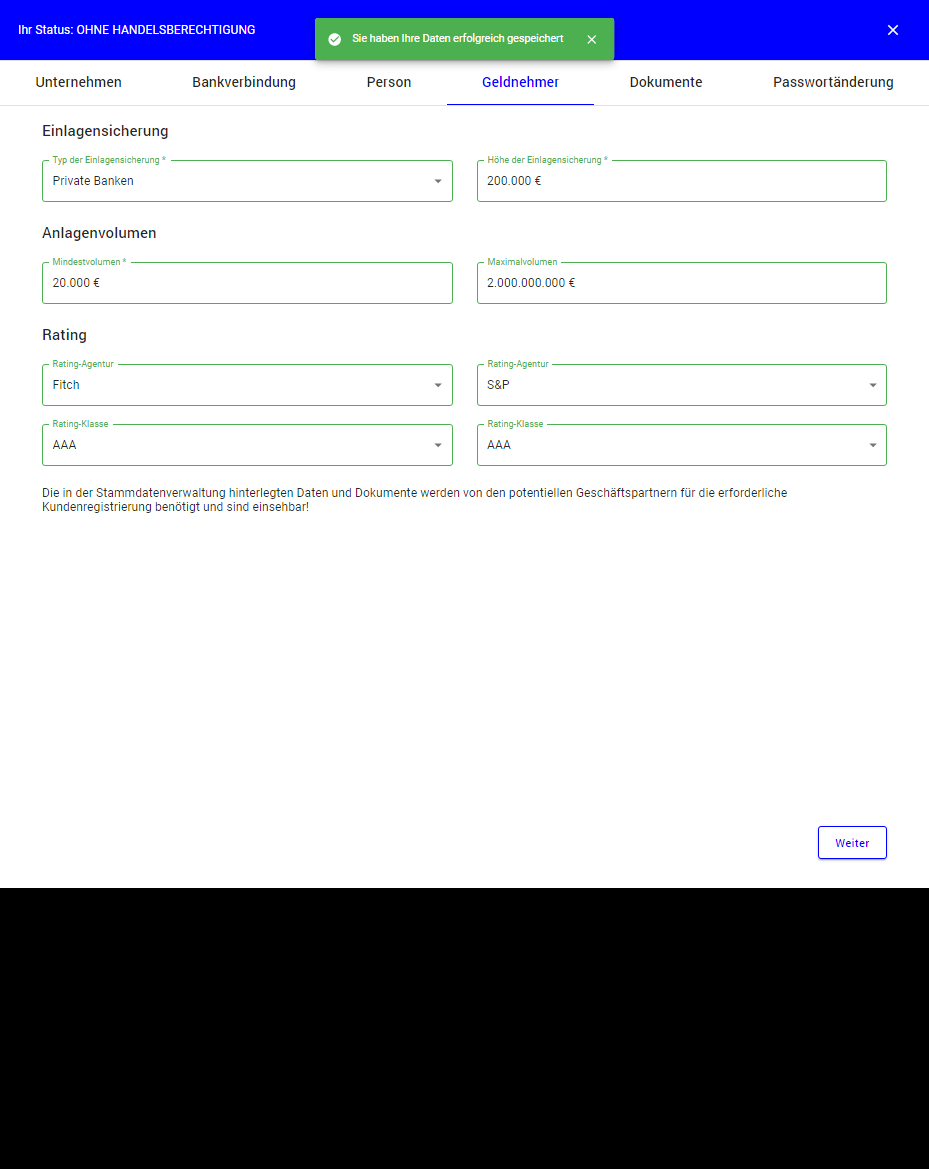 Ihr Status: OHNE HANDELSBERECHTIGUNG
Sie haben Ihre Daten erfolgreich gespeichert
Unternehmen Bankverbindung Person Geldnehmer Dokumente Passwortänderung
Einlagensicherung
Typ der Einlagensicherung * Höhe der Einlagensicherung *
Private Banken 200.000 €
Anlagenvolumen
Mindestvolumen * Maximalvolumen
20.000 € 2.000.000.000 €
Rating
Rating-Agentur Rating-Agentur
Fitch S&P
Rating-Klasse Rating-Klasse
AAA AAA
Die in der Stammdatenverwaltung hinterlegten Daten und Dokumente werden von den potentiellen Geschäftspartnern für die erforderliche
Kundenregistrierung benötigt und sind einsehbar!
Weiter